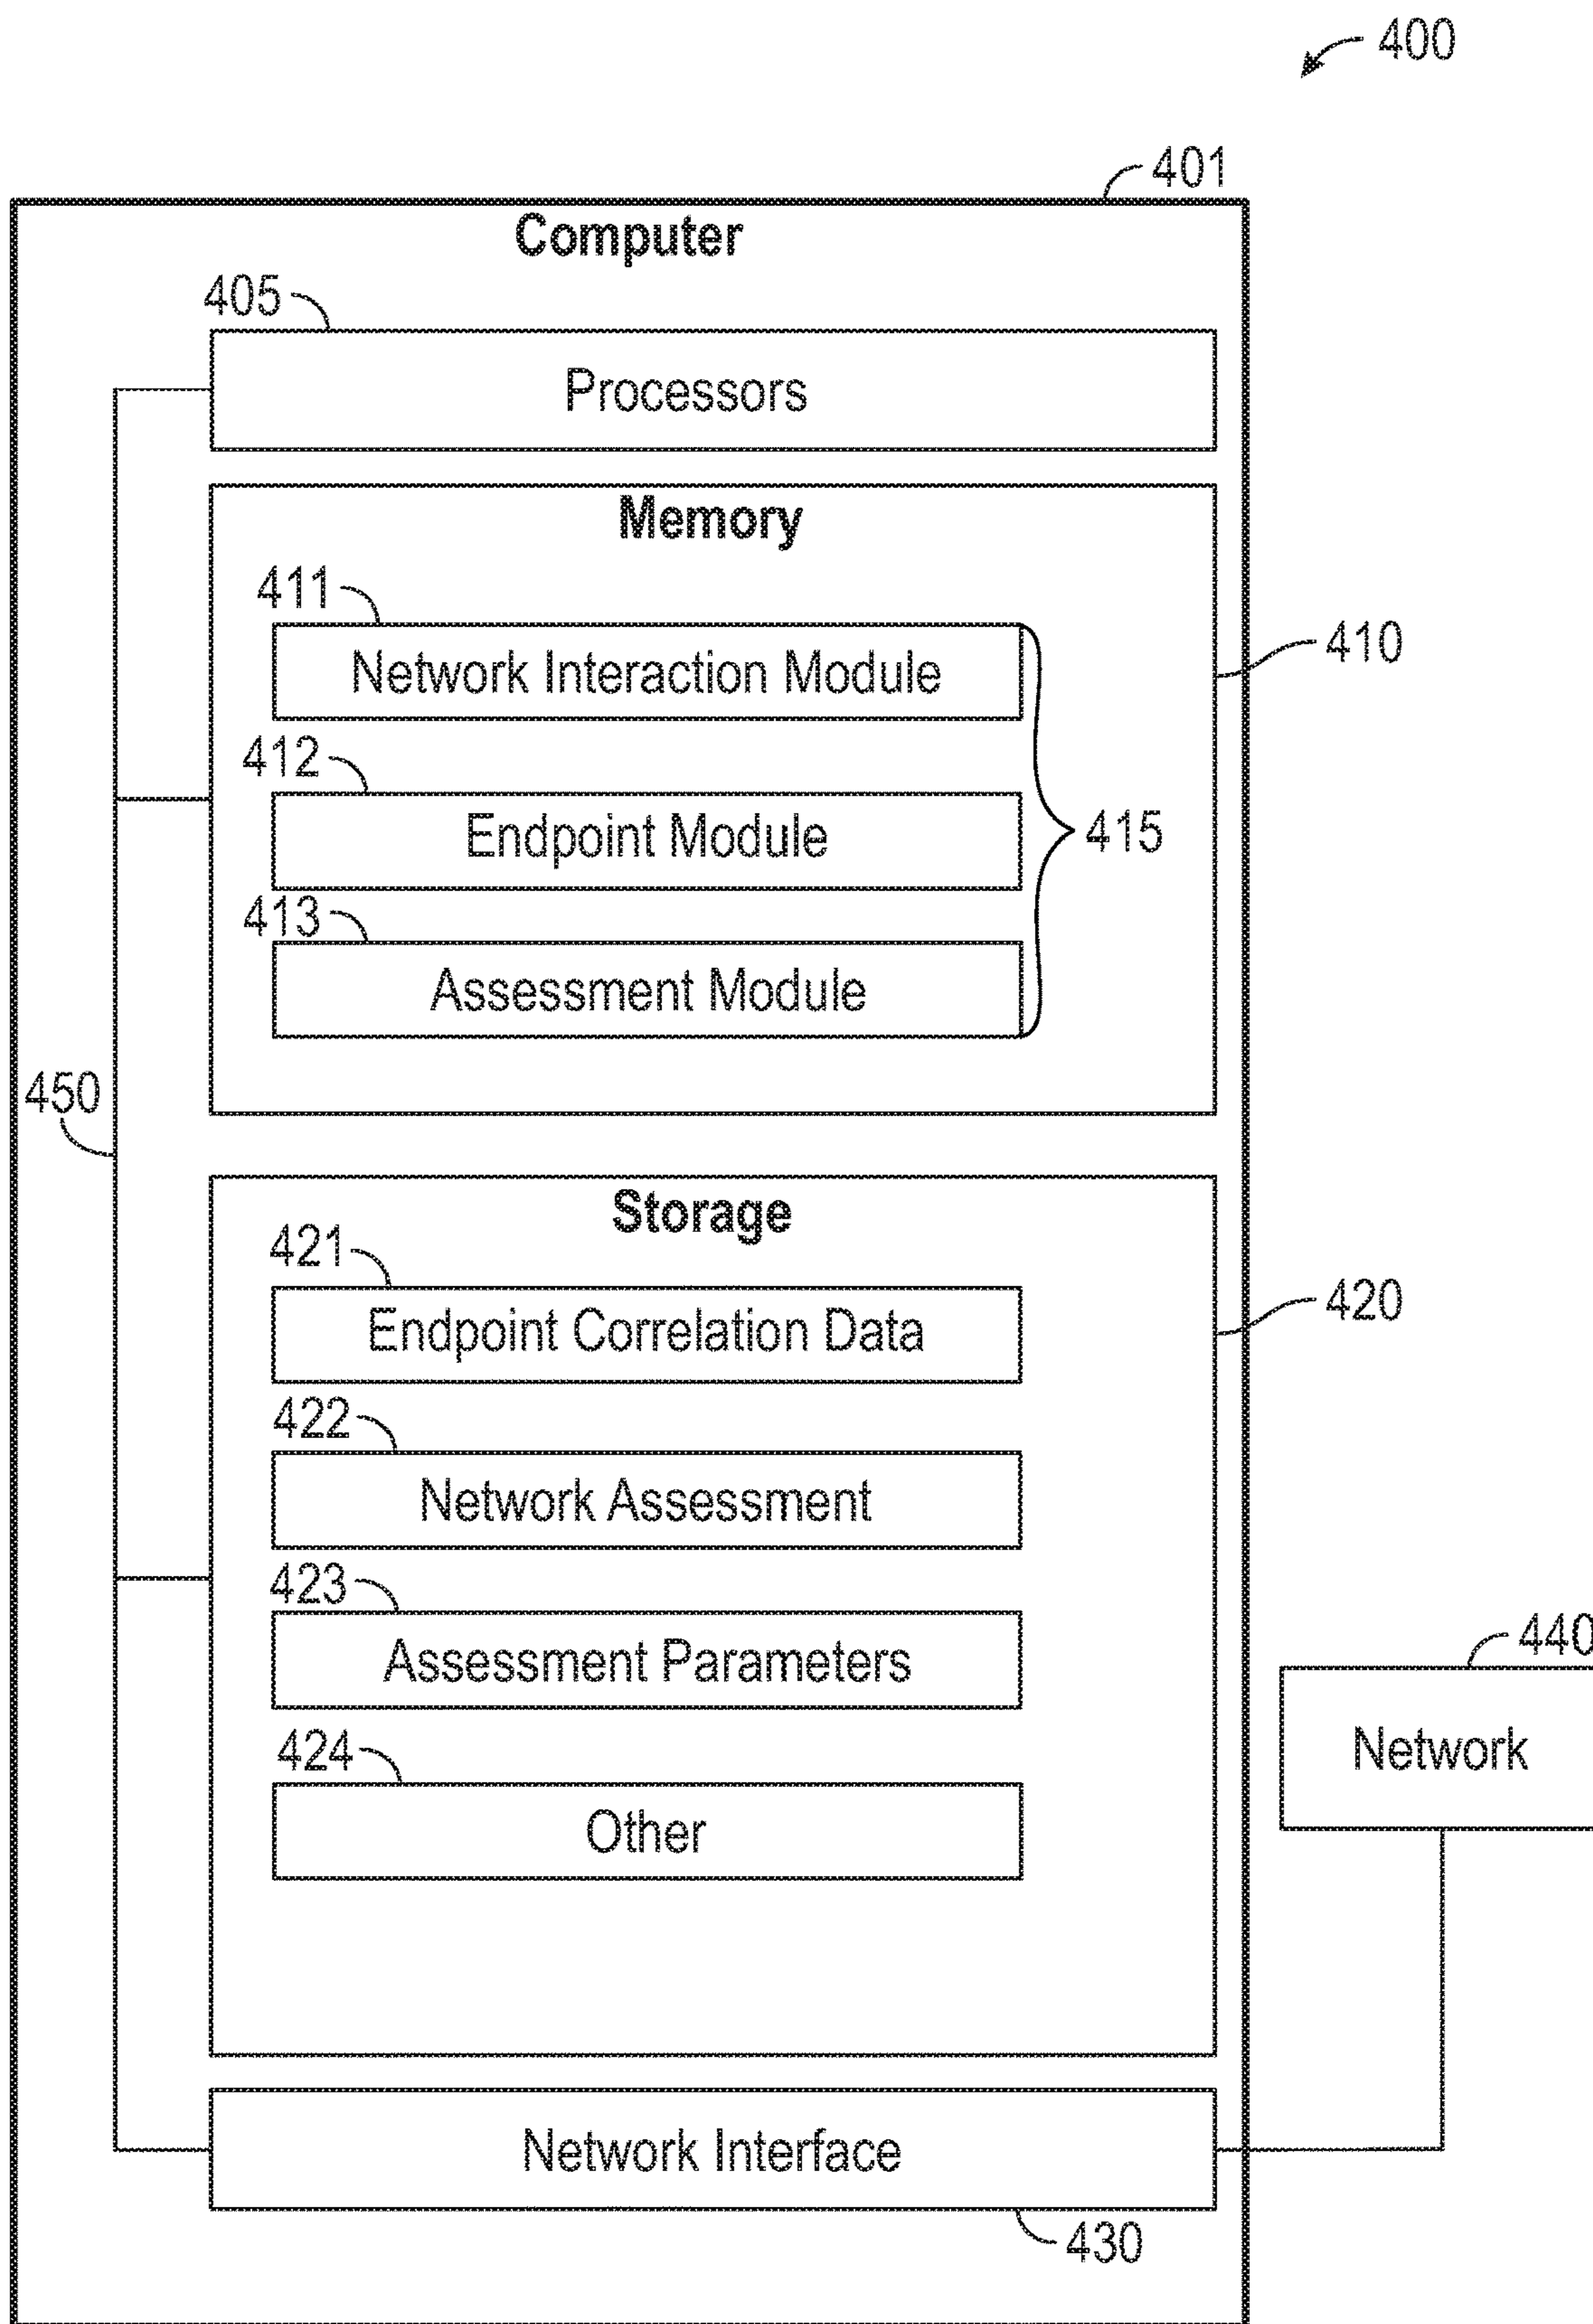 400
401
Computer
405
Processors
Memory
411
Network Interaction Module
410
412
Endpoint Module
415
413
Assessment Module
450
Storage
421
Endpoint Correlation Data
420
422
Network Assessment
423
Assessment Parameters
440
Network
424
Other
Network Interface
430